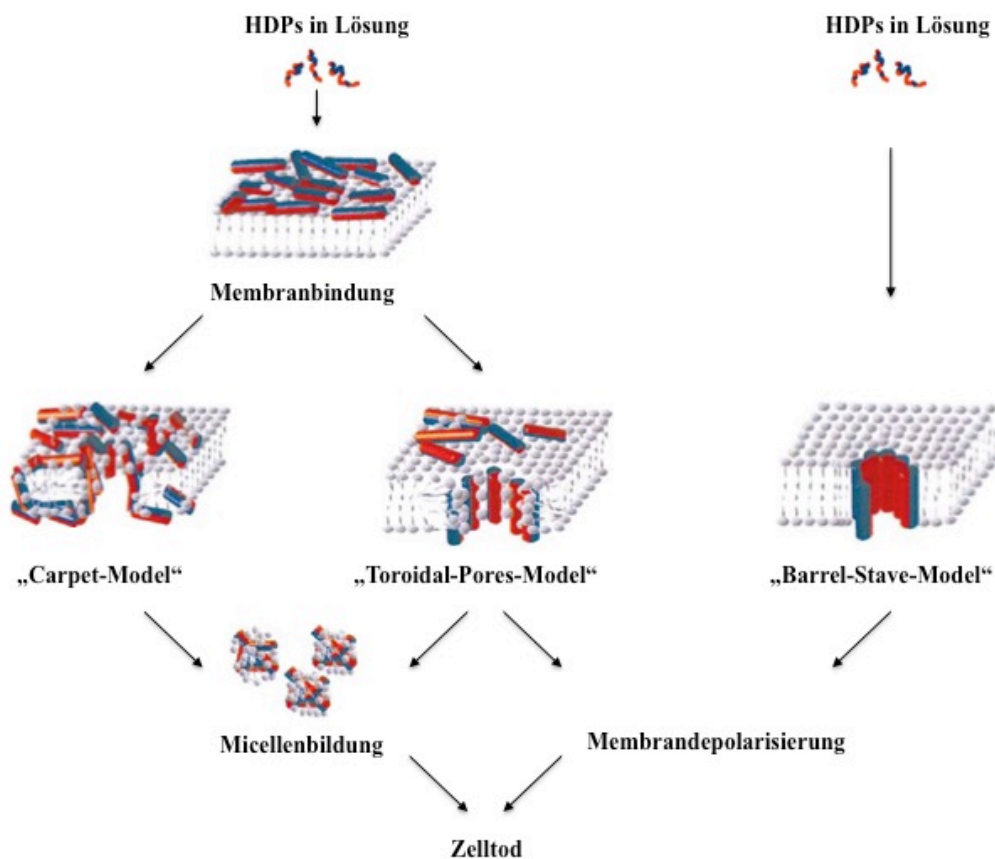 HDPs in Lösung
HDPs in Lösung
Membranbindung
„Carpet-Model“
„Toroidal-Pores-Model“
„Barrel-Stave-Model“
Micellenbildung
Membrandepolarisierung
Zelltod